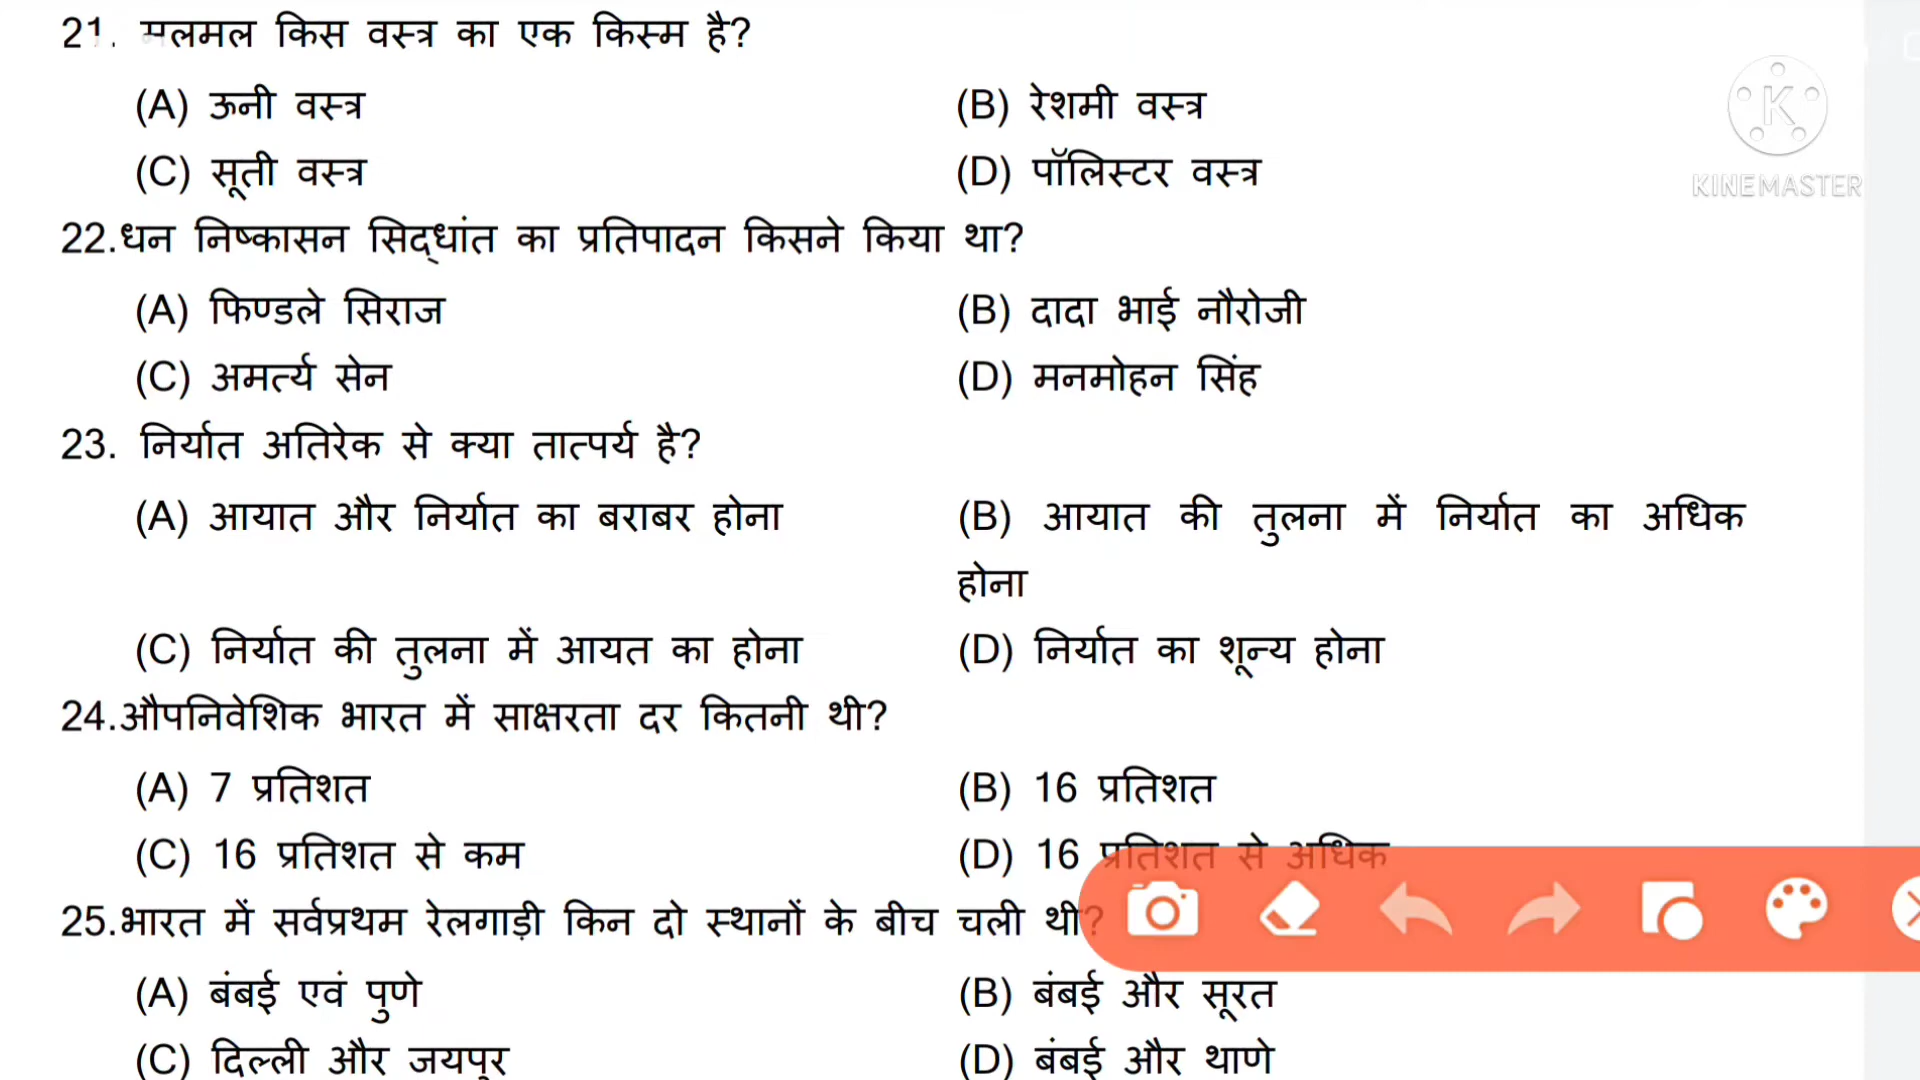 21. मलमल किस वस्त्र का एक किस्म है?
(A) ऊनी वस्त्र (B) रेशमी वस्त्र
(C) सूती वस्त्र (D) पॉलिस्टर वस्त्र
KINEMASTER
22.धन निष्कासन सिद्धांत का प्रतिपादन किसने किया था?
(A) फिण्डले सिराज (B) दादा भाई नौरोजी
(C) अमर्त्य सेन (D) मनमोहन सिंह
23. निर्यात अतिरेक से क्या तात्पर्य है?
(A) आयात और निर्यात का बराबर होना (B) आयात की तुलना में निर्यात का अधिक
होना
(C) निर्यात की तुलना में आयत का होना (D) निर्यात का शून्य होना
24.औपनिवेशिक भारत में साक्षरता दर कितनी थी?
(A) 7 प्रतिशत (B) 16 प्रतिशत
(C) 16 प्रतिशत से कम (D) 16 प्रतिशत से अधिक
25.भारत में सर्वप्रथम रेलगाड़ी किन दो स्थानों के बीच चली थी?
(A) बंबई एवं पुणे (B) बंबई और सूरत
(C) दिल्ली और जयपुर (D) बंबई और थाणे